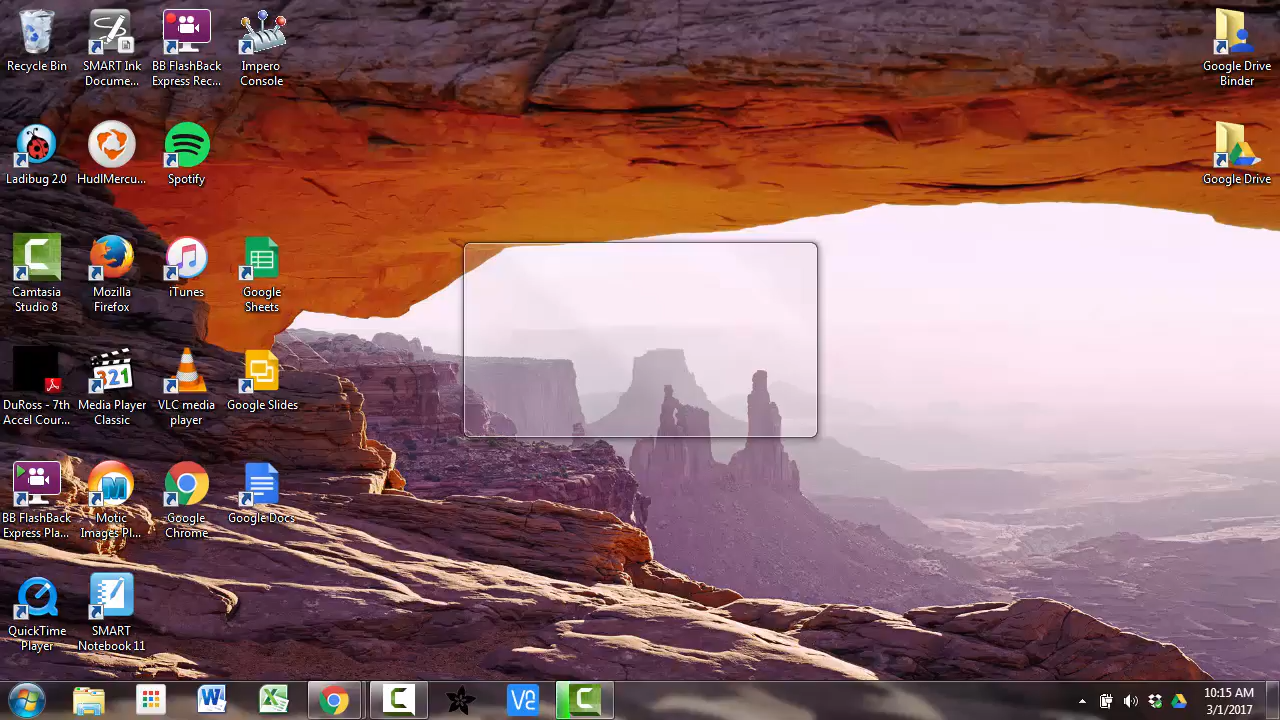 Recycle Bin
SMART Ink
Docume...
BB FlashBack
Express Rec...
Impero
Console
Google Drive
Binder
Ladibug 2.0
HudlMercu...
Spotify
Google Drive
Camtasia
Studio 8
Mozilla
Firefox
iTunes
Google
Sheets
321
DuRoss - 7th
Accel Cour...
Media Player
Classic
VLC media
player
Google Slides
BB FlashBack
Express Pla...
Motic
Images Pl...
Google
Chrome
Google Docs
QuickTime
Player
SMART
Notebook 11
10:15 AM
3/1/2017